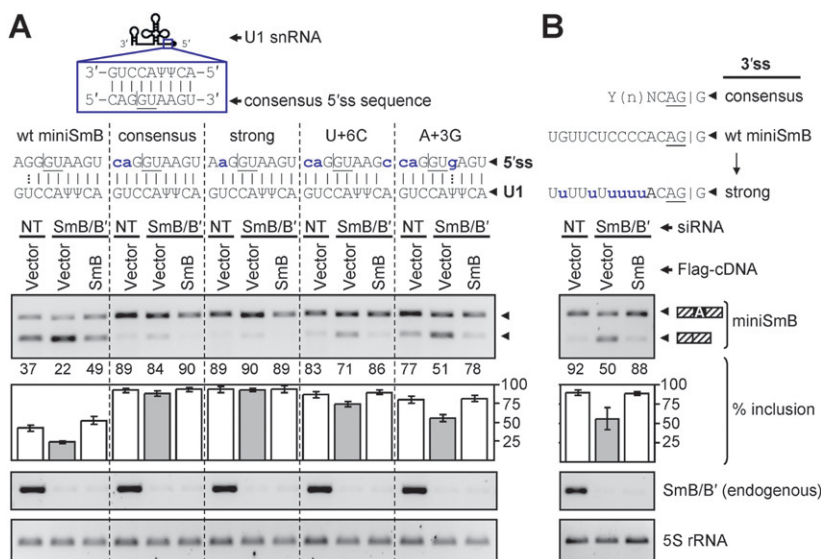 A
3′ 5′
U1 snRNA
3′-GUCCAΨΨCA-5′
5′-CAGGUAAGU-3′
consensus 5′ss sequence
wt miniSmB consensus strong U+6C A+3G
AGGGUAAGU caGGUAAGU AaGGUAAGU caGGUAAGc caGGUgAGU 5′ss
GUCCAΨΨCA GUCCAΨΨCA GUCCAΨΨCA GUCCAΨΨCA GUCCAΨΨCA U1
NT SmB/B′ NT SmB/B′ NT SmB/B′ NT SmB/B′ NT SmB/B′
Vector Vector SmB Vector Vector SmB Vector Vector SmB Vector Vector SmB Vector Vector SmB
37 22 49 89 84 90 89 90 89 83 71 86 77 51 78
100
75
50
25
B
3′ss
Y(n)NCAG|G consensus
UGUUCUCCCCACAG|G wt miniSmB
UuUUuUuuuuACAG|G strong
NT SmB/B′ siRNA
Vector Vector SmB Flag-cDNA
A
miniSmB
92 50 88
100
75
50
25
% inclusion
SmB/B′ (endogenous)
5S rRNA